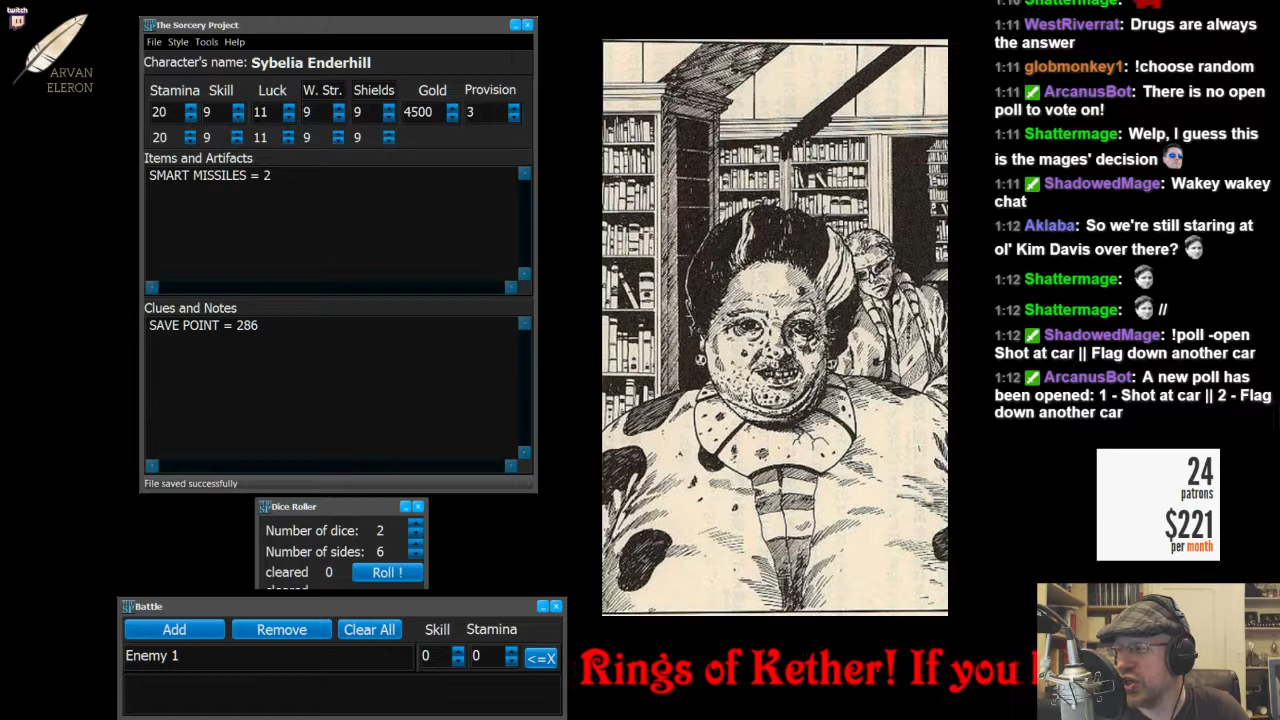 twitch
ARVAN
ELERON
The Sorcery Project
File Style Tools Help
Character's name: Sybelia Enderhill
Stamina Skill Luck W. Str. Shields Gold Provision
20 9 11 9 9 4500 3
20 9 11 9 9
Items and Artifacts
SMART MISSILES = 2
Clues and Notes
SAVE POINT = 286
File saved successfully
Dice Roller
Number of dice: 2
Number of sides: 6
cleared 0 Roll !
Battle
Add Remove Clear All Skill Stamina
Enemy 1 0 0 <=X
Rings of Kether! If you
1:11 WestRiverrat: Drugs are always
the answer
1:11 globmonkey1: !choose random
1:11 ArcanusBot: There is no open
poll to vote on!
1:11 Shattermage: Welp, I guess this
is the mages' decision
1:11 ShadowedMage: Wakey wakey
chat
1:12 Aklaba: So we're still staring at
ol' Kim Davis over there?
1:12 Shattermage:
1:12 Shattermage: //
1:12 ShadowedMage: !poll -open
Shot at car || Flag down another car
1:12 ArcanusBot: A new poll has
been opened: 1 - Shot at car || 2 - Flag
down another car
24
patrons
$221
per month